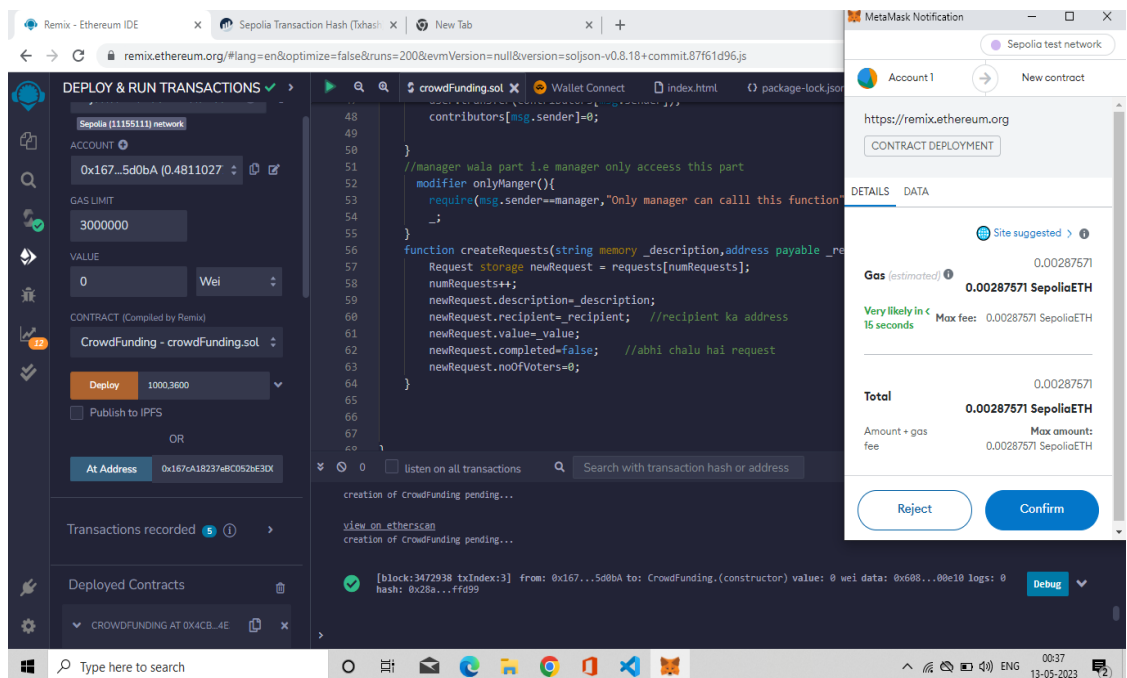 Remix - Ethereum IDE
Sepolia Transaction Hash (Txhash
New Tab
remix.ethereum.org/#lang=en&optimize=false&runs=200&evmVersion=null&version=soljson-v0.8.18+commit.87f61d96.js
DEPLOY & RUN TRANSACTIONS
Sepolia (11155111) network
ACCOUNT
0x167...5d0bA (0.4811027
GAS LIMIT
3000000
VALUE
0
Wei
CONTRACT (Compiled by Remix)
CrowdFunding - crowdFunding.sol
Deploy
1000,3600
Publish to IPFS
OR
At Address
0x167cA18237eBC052bE3D(
Transactions recorded 5 i
Deployed Contracts
CROWDFUNDING AT 0X4CB...4E
12
crowdFunding.sol
Wallet Connect
index.html
package-lock.json
48 contributors[msg.sender]=0;
49
50 }
51 //manager wala part i.e manager only acceess this part
52 modifier onlyManger(){
53 require(msg.sender==manager,"Only manager can calll this function"
54 _;
55 }
56 function createRequests(string memory _description,address payable _re
57 Request storage newRequest = requests[numRequests];
58 numRequests++;
59 newRequest.description=_description;
60 newRequest.recipient=_recipient; //recipient ka address
61 newRequest.value=_value;
62 newRequest.completed=false; //abhi chalu hai request
63 newRequest.noOfVoters=0;
64 }
65
66
67
68 }
0
listen on all transactions
Search with transaction hash or address
creation of CrowdFunding pending...
view on etherscan
creation of CrowdFunding pending...
[block:3472938 txIndex:3] from: 0x167...5d0bA to: CrowdFunding.(constructor) value: 0 wei data: 0x608...00e10 logs: 0
hash: 0x28a...ffd99
Debug
>
MetaMask Notification
Sepolia test network
Account 1
New contract
https://remix.ethereum.org
CONTRACT DEPLOYMENT
DETAILS
DATA
Site suggested >
0.00287571
Gas (estimated)
0.00287571 SepoliaETH
Very likely in < 15 seconds
Max fee: 0.00287571 SepoliaETH
0.00287571
Total
0.00287571 SepoliaETH
Amount + gas fee
Max amount:
0.00287571 SepoliaETH
Reject
Confirm
Type here to search
ENG
00:37
13-05-2023
2